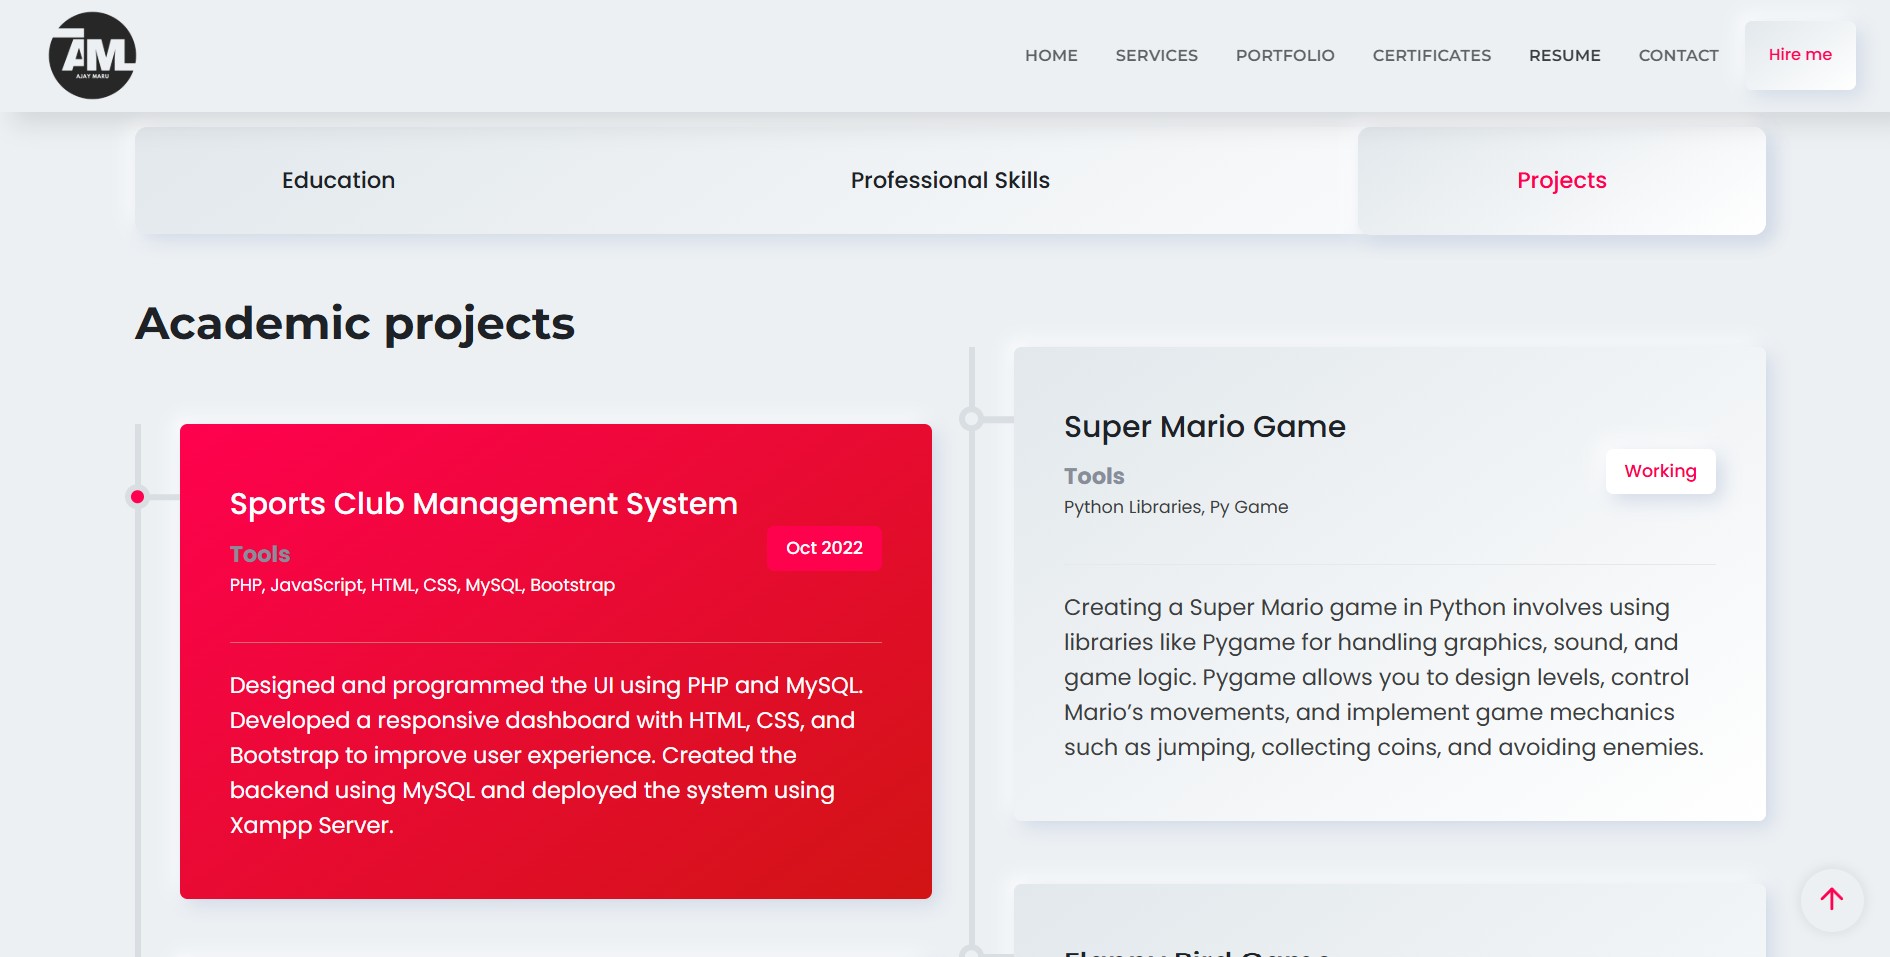 AML
AJAY MARU
HOME
SERVICES
PORTFOLIO
CERTIFICATES
RESUME
CONTACT
Hire me
Education
Professional Skills
Projects
Academic projects
Sports Club Management System
Tools
PHP, JavaScript, HTML, CSS, MySQL, Bootstrap
Oct 2022
Designed and programmed the UI using PHP and MySQL.
Developed a responsive dashboard with HTML, CSS, and
Bootstrap to improve user experience. Created the
backend using MySQL and deployed the system using
Xampp Server.
Super Mario Game
Tools
Python Libraries, Py Game
Working
Creating a Super Mario game in Python involves using
libraries like Pygame for handling graphics, sound, and
game logic. Pygame allows you to design levels, control
Mario’s movements, and implement game mechanics
such as jumping, collecting coins, and avoiding enemies.
Flappy Bird Game